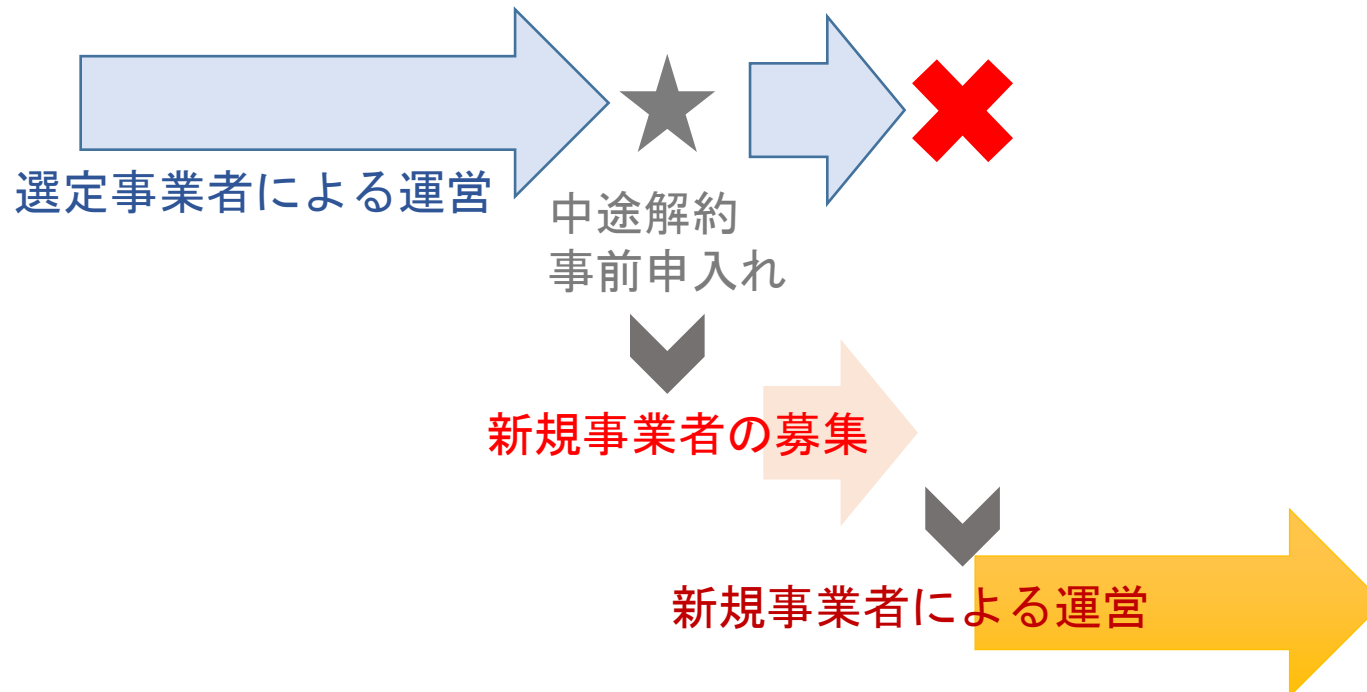 選定事業者による運営
中途解約
事前申入れ
新規事業者の募集
新規事業者による運営